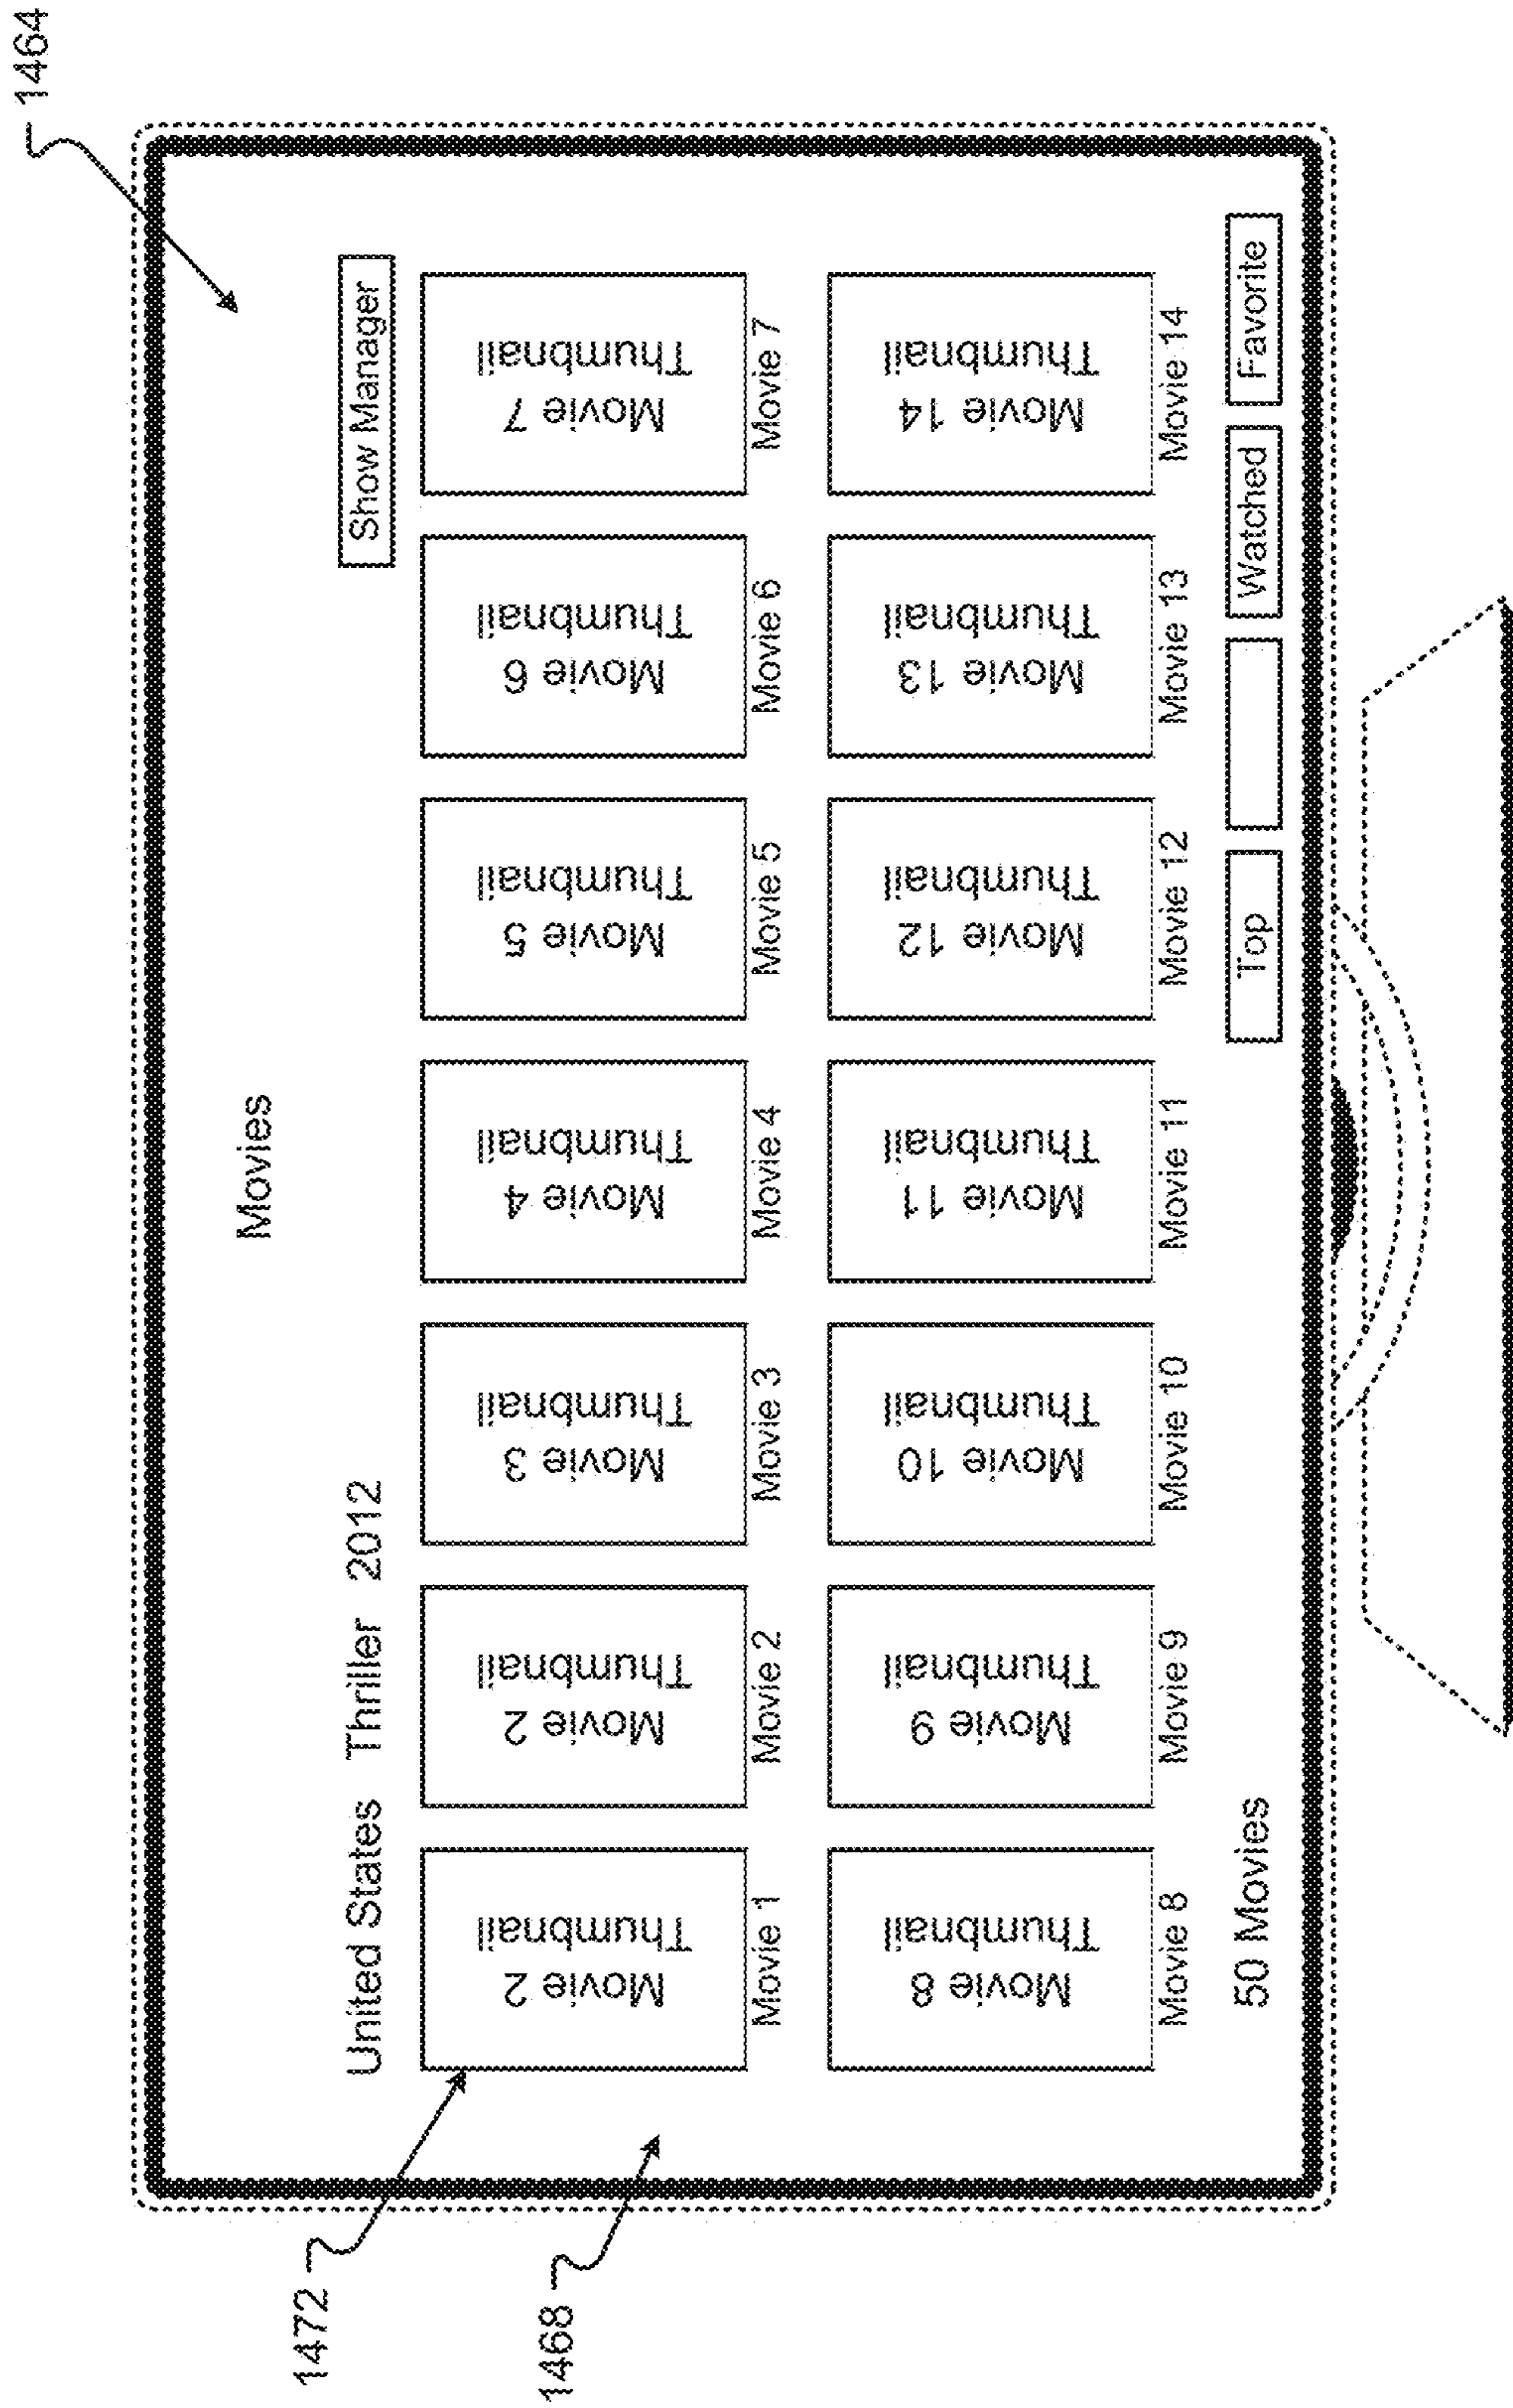 1464
Movies
United States Thriller 2012
Show Manager
1472
Movie 2
Thumbnail
Movie 2
Thumbnail
Movie 3
Thumbnail
Movie 4
Thumbnail
Movie 5
Thumbnail
Movie 6
Thumbnail
Movie 7
Thumbnail
Movie 1
Movie 2
Movie 3
Movie 4
Movie 5
Movie 6
Movie 7
1468
Movie 8
Thumbnail
Movie 9
Thumbnail
Movie 10
Thumbnail
Movie 11
Thumbnail
Movie 12
Thumbnail
Movie 13
Thumbnail
Movie 14
Thumbnail
Movie 8
Movie 9
Movie 10
Movie 11
Movie 12
Movie 13
Movie 14
50 Movies
Top
Watched
Favorite